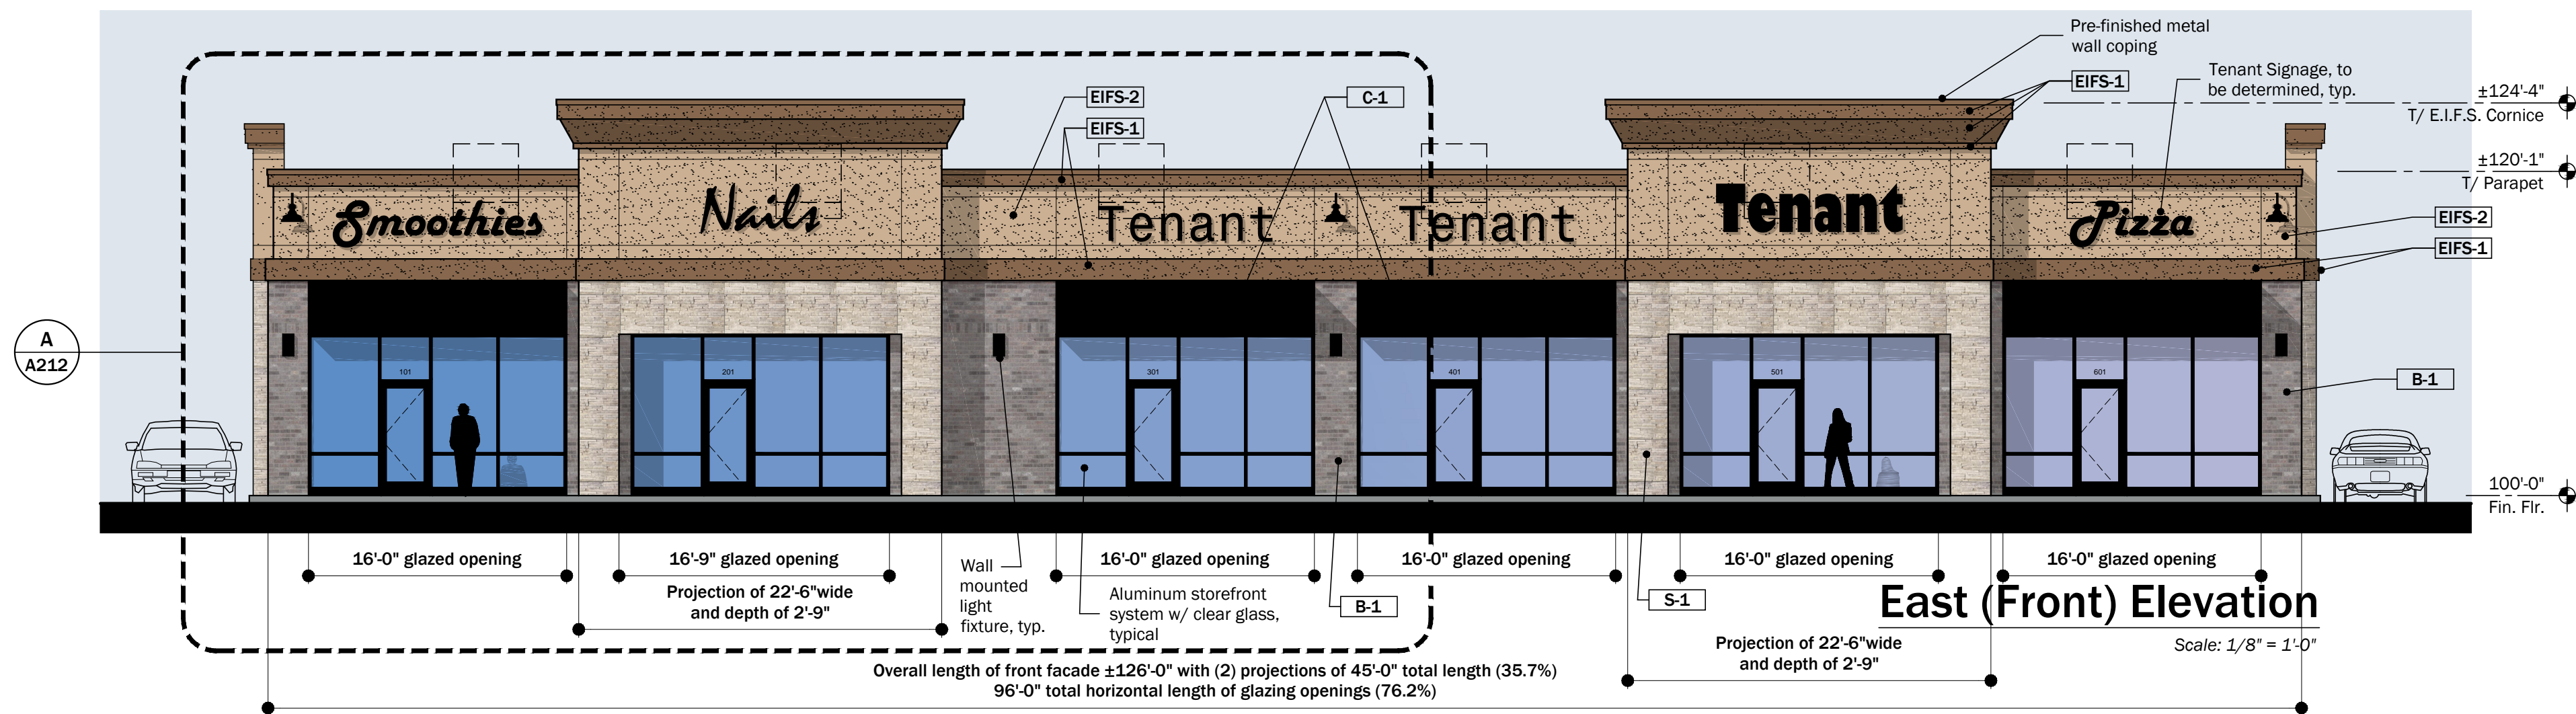 Pre-finished metal
wall coping
EIFS-1
Tenant Signage, to
be determined, typ.
±124'-4"
T/ E.I.F.S. Cornice
EIFS-2
EIFS-1
C-1
±120'-1"
T/ Parapet
EIFS-2
EIFS-1
Smoothies
Nails
Tenant
Tenant
Tenant
Pizza
A
A212
101
201
301
401
501
601
B-1
100'-0"
Fin. Flr.
16'-0" glazed opening
16'-9" glazed opening
16'-0" glazed opening
16'-0" glazed opening
16'-0" glazed opening
16'-0" glazed opening
Projection of 22'-6"wide
and depth of 2'-9"
Wall
mounted
light
fixture, typ.
Aluminum storefront
system w/ clear glass,
typical
B-1
S-1
East (Front) Elevation
Scale: 1/8" = 1'-0"
Projection of 22'-6"wide
and depth of 2'-9"
Overall length of front facade ±126'-0" with (2) projections of 45'-0" total length (35.7%)
96'-0" total horizontal length of glazing openings (76.2%)